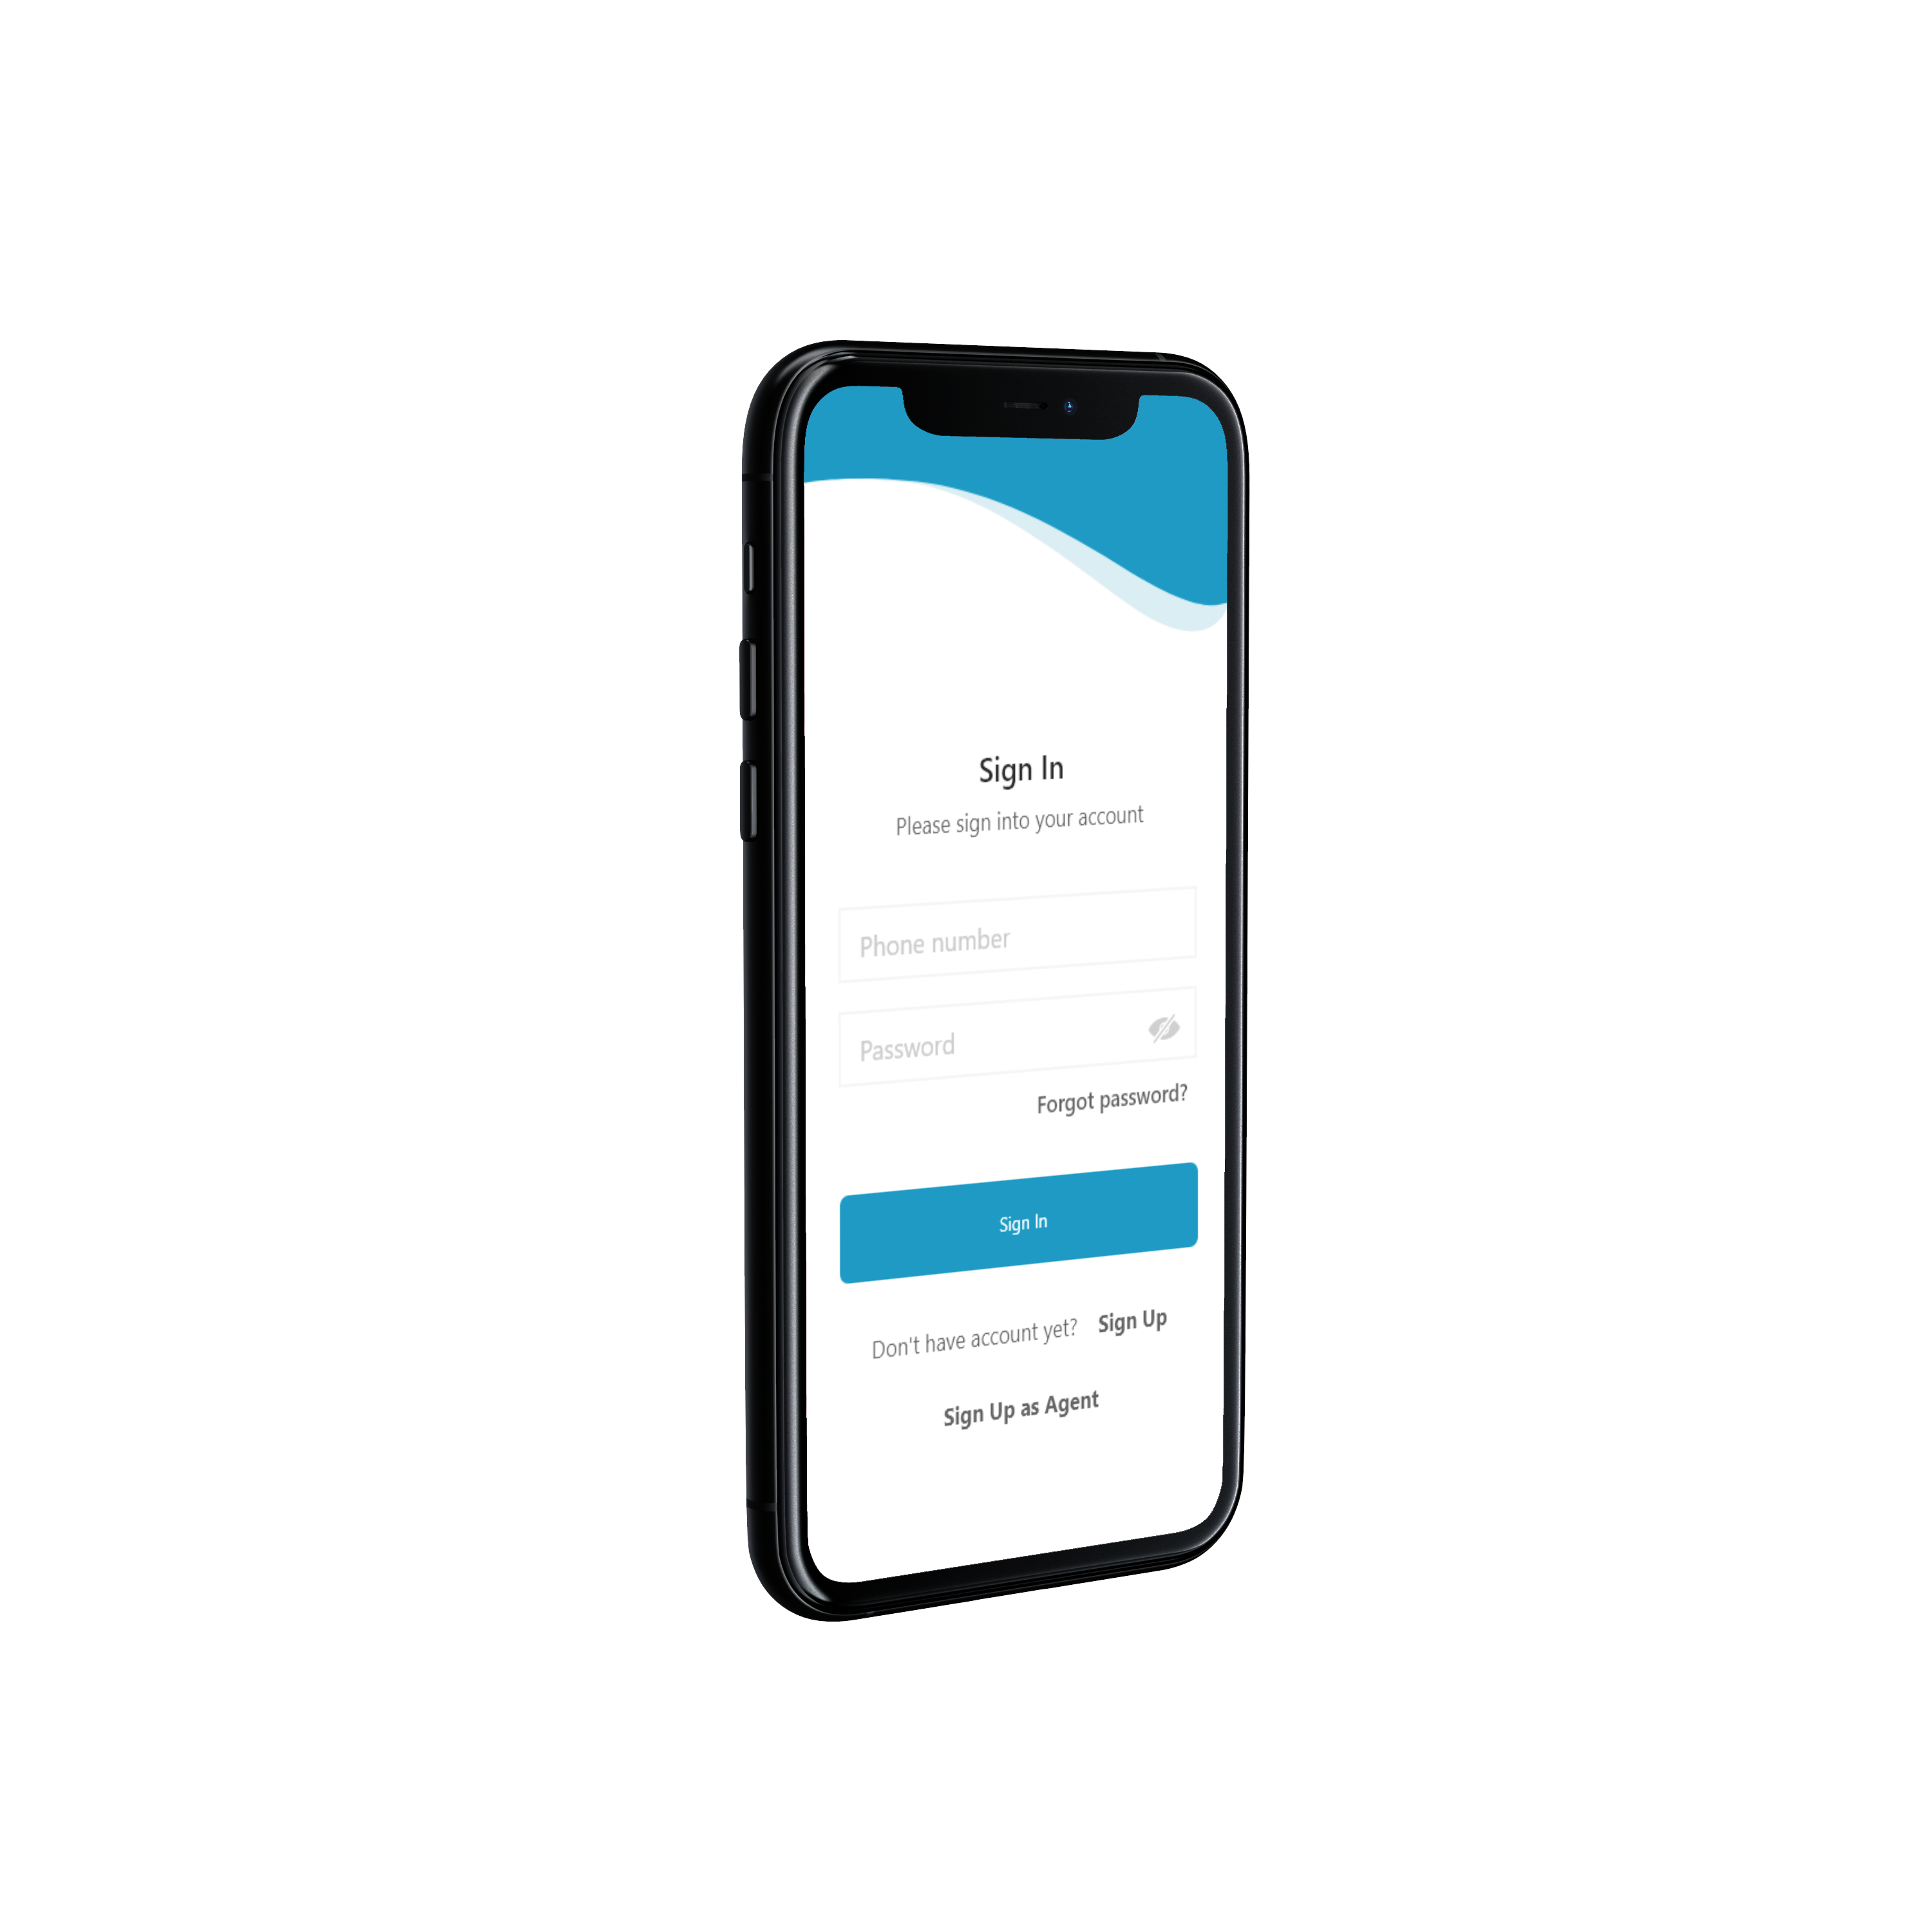 Sign In
Please sign into your account
Phone number
Password
Forgot password?
Sign In
Don't have account yet? Sign Up
Sign Up as Agent